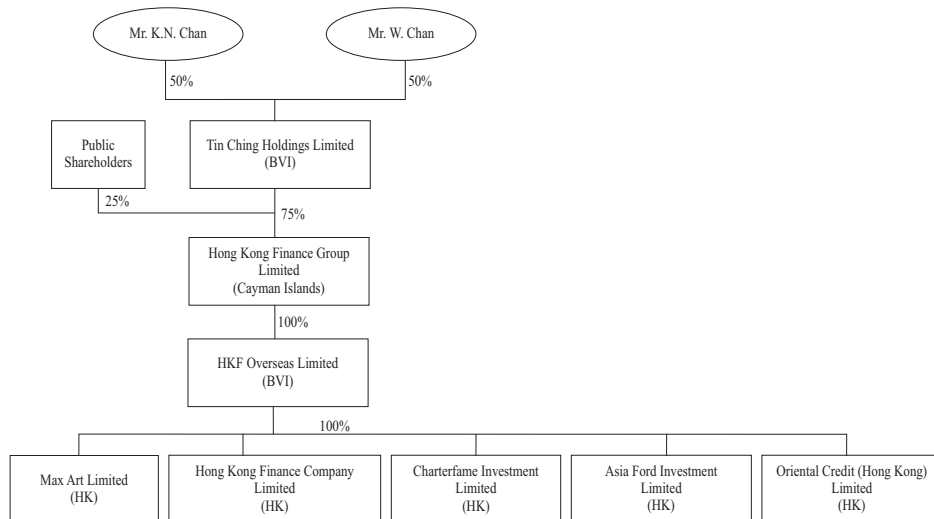 Mr. K.N. Chan
Mr. W. Chan
50%
50%
Public
Shareholders
Tin Ching Holdings Limited
(BVI)
25%
75%
Hong Kong Finance Group
Limited
(Cayman Islands)
100%
HKF Overseas Limited
(BVI)
100%
Max Art Limited
(HK)
Hong Kong Finance Company
Limited
(HK)
Charterfame Investment
Limited
(HK)
Asia Ford Investment
Limited
(HK)
Oriental Credit (Hong Kong)
Limited
(HK)